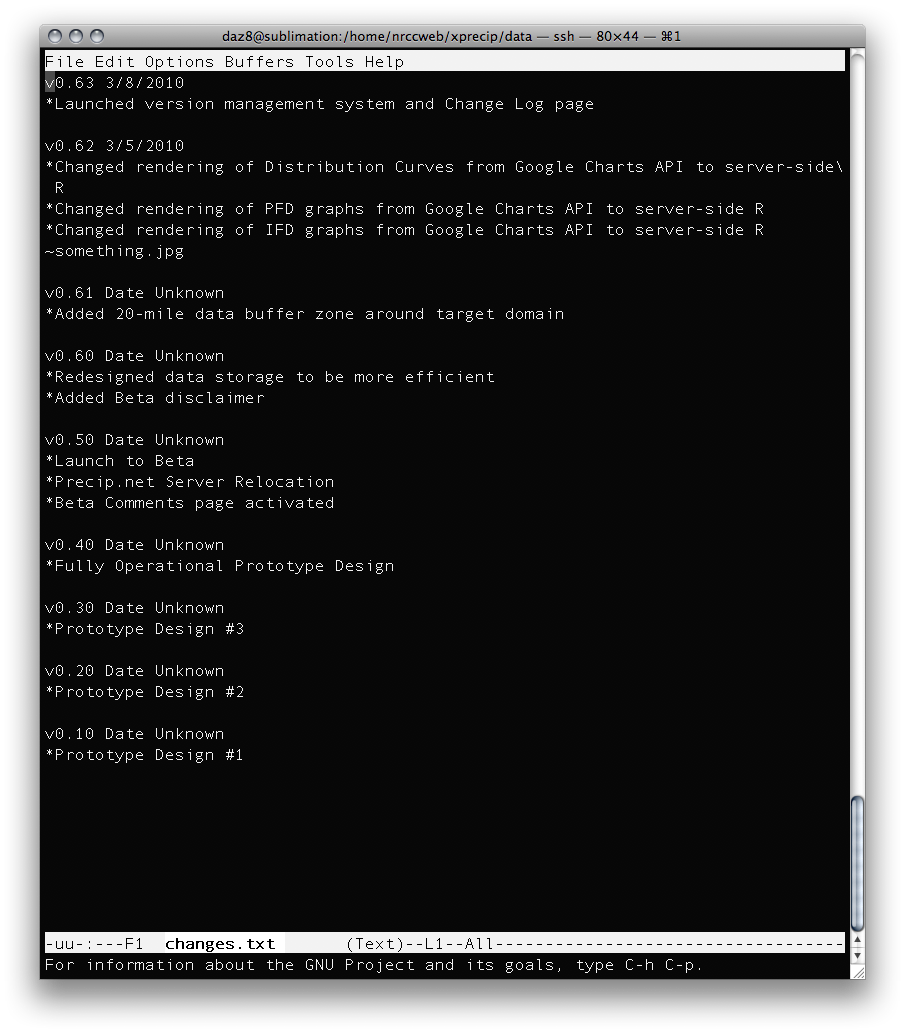 daz8@sublimation:/home/nrccweb/xprecip/data — ssh — 80×44 — ⌘1
File Edit Options Buffers Tools Help
v0.63 3/8/2010
*Launched version management system and Change Log page
v0.62 3/5/2010
*Changed rendering of Distribution Curves from Google Charts API to server-side\
R
*Changed rendering of PFD graphs from Google Charts API to server-side R
*Changed rendering of IFD graphs from Google Charts API to server-side R
~something.jpg
v0.61 Date Unknown
*Added 20-mile data buffer zone around target domain
v0.60 Date Unknown
*Redesigned data storage to be more efficient
*Added Beta disclaimer
v0.50 Date Unknown
*Launch to Beta
*Precip.net Server Relocation
*Beta Comments page activated
v0.40 Date Unknown
*Fully Operational Prototype Design
v0.30 Date Unknown
*Prototype Design #3
v0.20 Date Unknown
*Prototype Design #2
v0.10 Date Unknown
*Prototype Design #1
-uu-:---F1  changes.txt       (Text)--L1--All-----------------------------------
For information about the GNU Project and its goals, type C-h C-p.